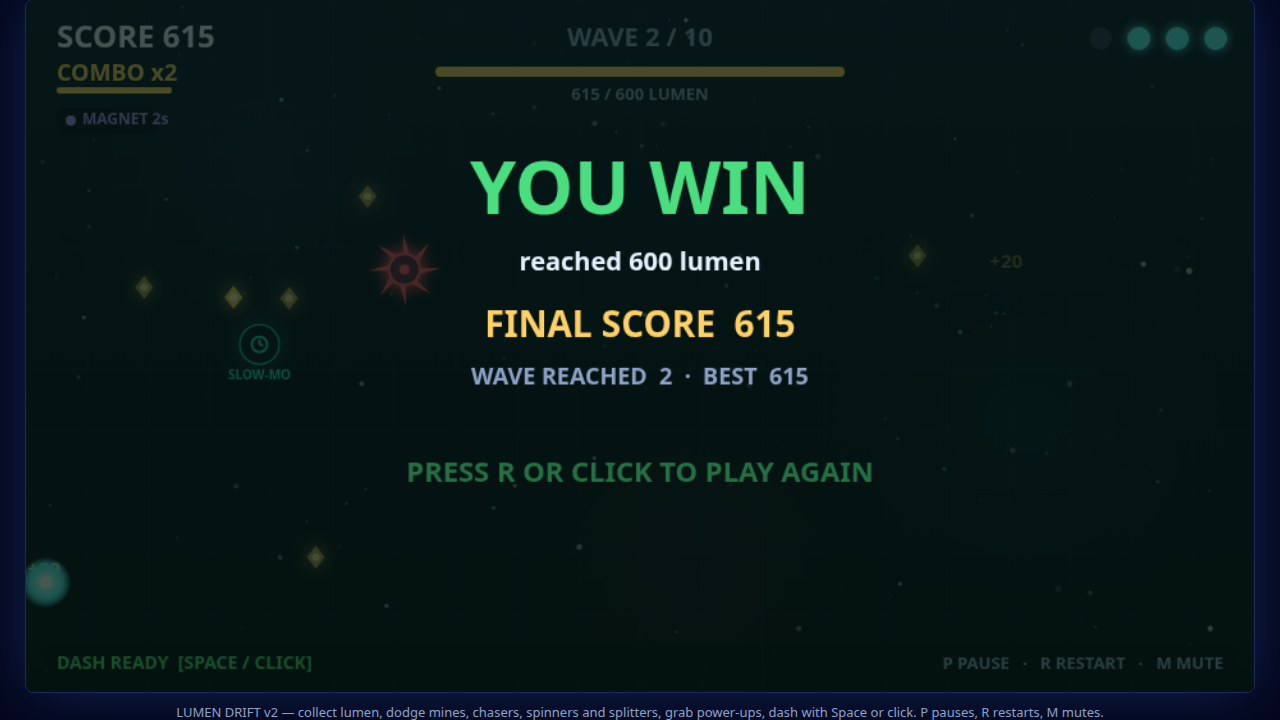 SCORE 615
WAVE 2 / 10
COMBO x2
615 / 600 LUMEN
MAGNET 2s
YOU WIN
reached 600 lumen
+20
FINAL SCORE 615
SLOW-MO
WAVE REACHED 2 · BEST 615
PRESS R OR CLICK TO PLAY AGAIN
DASH READY [SPACE / CLICK]
P PAUSE · R RESTART · M MUTE
LUMEN DRIFT v2 — collect lumen, dodge mines, chasers, spinners and splitters, grab power-ups, dash with Space or click. P pauses, R restarts, M mutes.